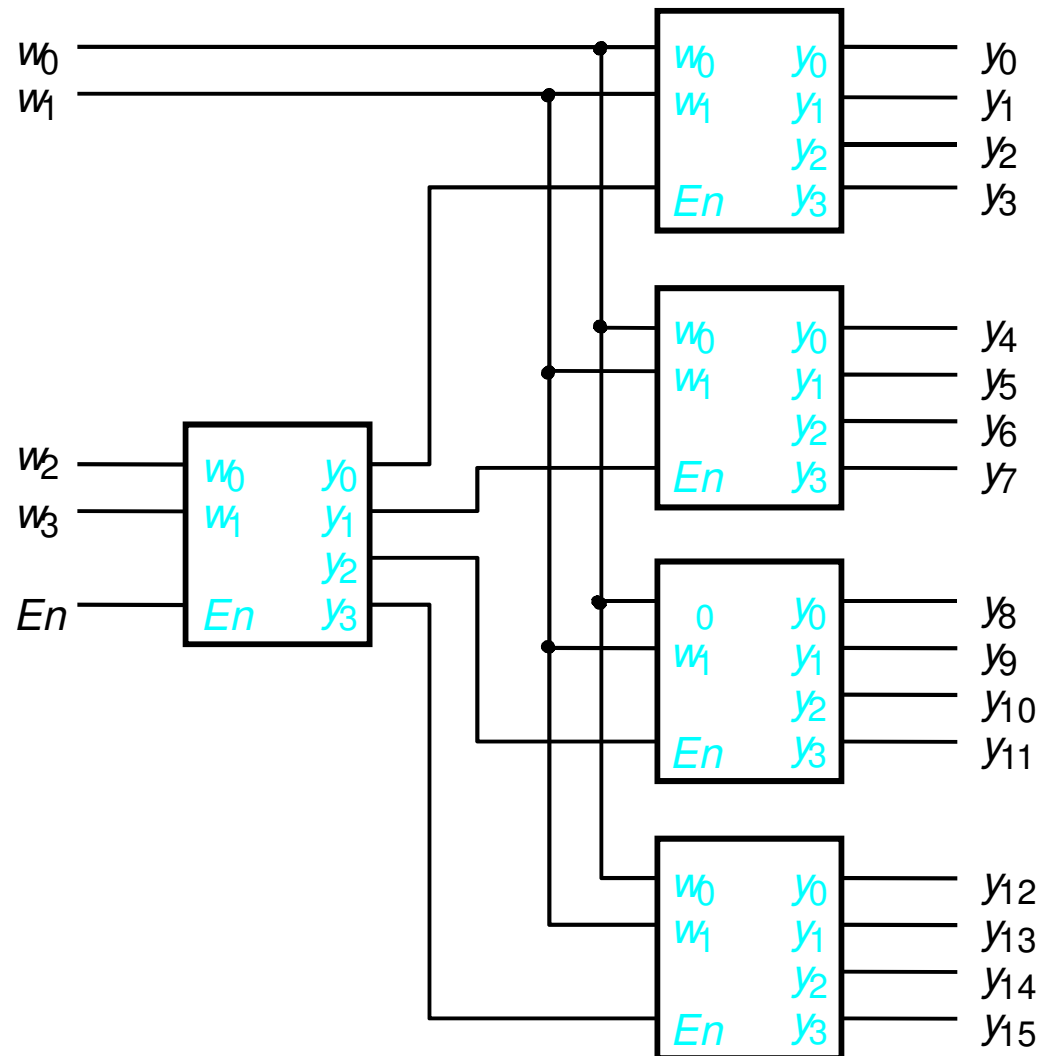 w0 w0 y0 y0
w1 w1 y1 y1
y2 y2
En y3 y3
w0 y0 y4
w1 y1 y5
y2 y6
w2 w0 y0 En y3 y7
w3 w1 y1
y2
En En y3 0 y0 y8
w1 y1 y9
y2 y10
En y3 y11
w0 y0 y12
w1 y1 y13
y2 y14
En y3 y15